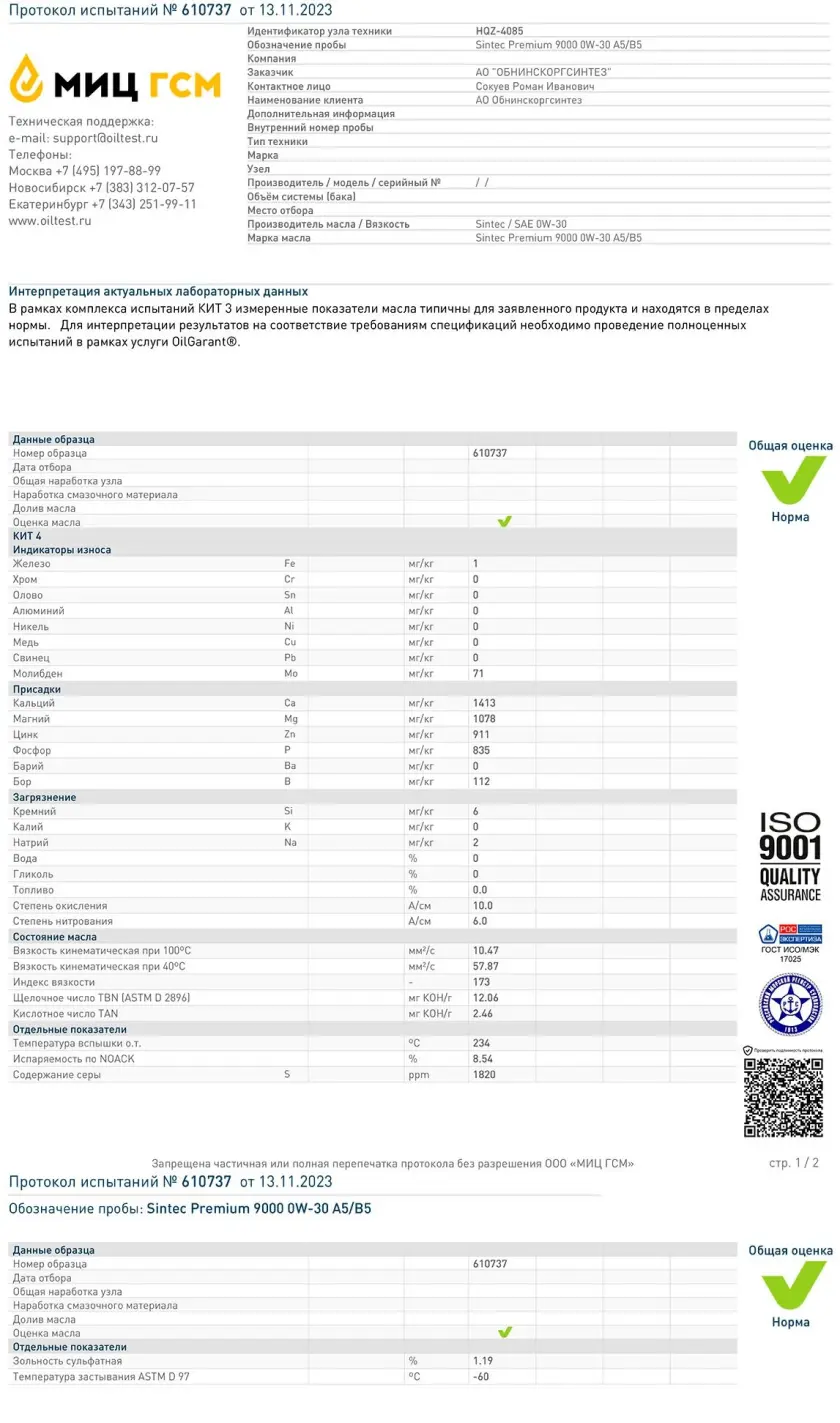 Протокол испытаний № 610737 от 13.11.2023
МИЦ ГСМ
Техническая поддержка:
e-mail: support@oiltest.ru
Телефоны:
Москва +7 (495) 197-88-99
Новосибирск +7 (383) 312-07-57
Екатеринбург +7 (343) 251-99-11
www.oiltest.ru
Идентификатор узла техники HQZ-4085
Обозначение пробы Sintec Premium 9000 0W-30 A5/B5
Компания
Заказчик АО "ОБНИНСКОРГСИНТЕЗ"
Контактное лицо Сокуев Роман Иванович
Наименование клиента АО Обнинскоргсинтез
Дополнительная информация
Внутренний номер пробы
Тип техники
Марка
Узел
Производитель / модель / серийный № / /
Объём системы (бака)
Место отбора
Производитель масла / Вязкость Sintec / SAE 0W-30
Марка масла Sintec Premium 9000 0W-30 A5/B5
Интерпретация актуальных лабораторных данных
В рамках комплекса испытаний КИТ 3 измеренные показатели масла типичны для заявленного продукта и находятся в пределах
нормы. Для интерпретации результатов на соответствие требованиям спецификаций необходимо проведение полноценных
испытаний в рамках услуги OilGarant®.
Данные образца
Номер образца 610737
Дата отбора
Общая наработка узла
Наработка смазочного материала
Долив масла
Оценка масла
Общая оценка
Норма
КИТ 4
Индикаторы износа
Железо Fe мг/кг 1
Хром Cr мг/кг 0
Олово Sn мг/кг 0
Алюминий Al мг/кг 0
Никель Ni мг/кг 0
Медь Cu мг/кг 0
Свинец Pb мг/кг 0
Молибден Mo мг/кг 71
Присадки
Кальций Ca мг/кг 1413
Магний Mg мг/кг 1078
Цинк Zn мг/кг 911
Фосфор P мг/кг 835
Барий Ba мг/кг 0
Бор B мг/кг 112
Загрязнение
Кремний Si мг/кг 6
Калий K мг/кг 0
Натрий Na мг/кг 2
Вода % 0
Гликоль % 0
Топливо % 0.0
Степень окисления А/см 10.0
Степень нитрования А/см 6.0
Состояние масла
Вязкость кинематическая при 100ºС мм²/с 10.47
Вязкость кинематическая при 40ºС мм²/с 57.87
Индекс вязкости - 173
Щелочное число TBN (ASTM D 2896) мг КОН/г 12.06
Кислотное число TAN мг КОН/г 2.46
Отдельные показатели
Температура вспышки о.т. ºС 234
Испаряемость по NOACK % 8.54
Содержание серы S ppm 1820
ISO
9001
QUALITY
ASSURANCE
РОС
ЭКСПЕРТИЗА
ГОСТ ИСО/МЭК
17025
РОССИЙСКИЙ МОРСКОЙ РЕГИСТР СУДОХОДСТВА
1913
Проверить подлинность протокола
Запрещена частичная или полная перепечатка протокола без разрешения ООО «МИЦ ГСМ»
стр. 1 / 2
Протокол испытаний № 610737 от 13.11.2023
Обозначение пробы: Sintec Premium 9000 0W-30 A5/B5
Данные образца
Номер образца 610737
Дата отбора
Общая наработка узла
Наработка смазочного материала
Долив масла
Оценка масла
Общая оценка
Норма
Отдельные показатели
Зольность сульфатная % 1.19
Температура застывания ASTM D 97 ºС -60